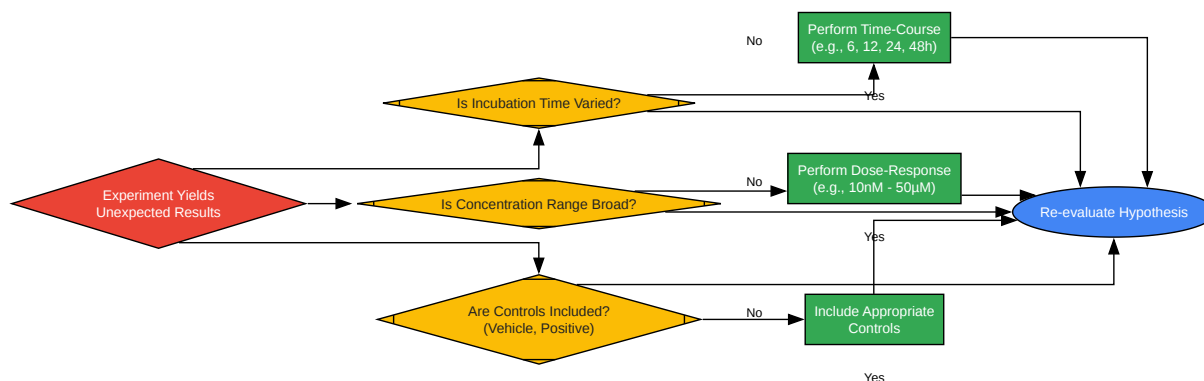 Perform Time-Course
(e.g., 6, 12, 24, 48h)
No
Yes
Is Incubation Time Varied?
Experiment Yields
Unexpected Results
Is Concentration Range Broad?
No
Perform Dose-Response
(e.g., 10nM - 50µM)
Re-evaluate Hypothesis
Yes
Are Controls Included?
(Vehicle, Positive)
No
Include Appropriate
Controls
Yes